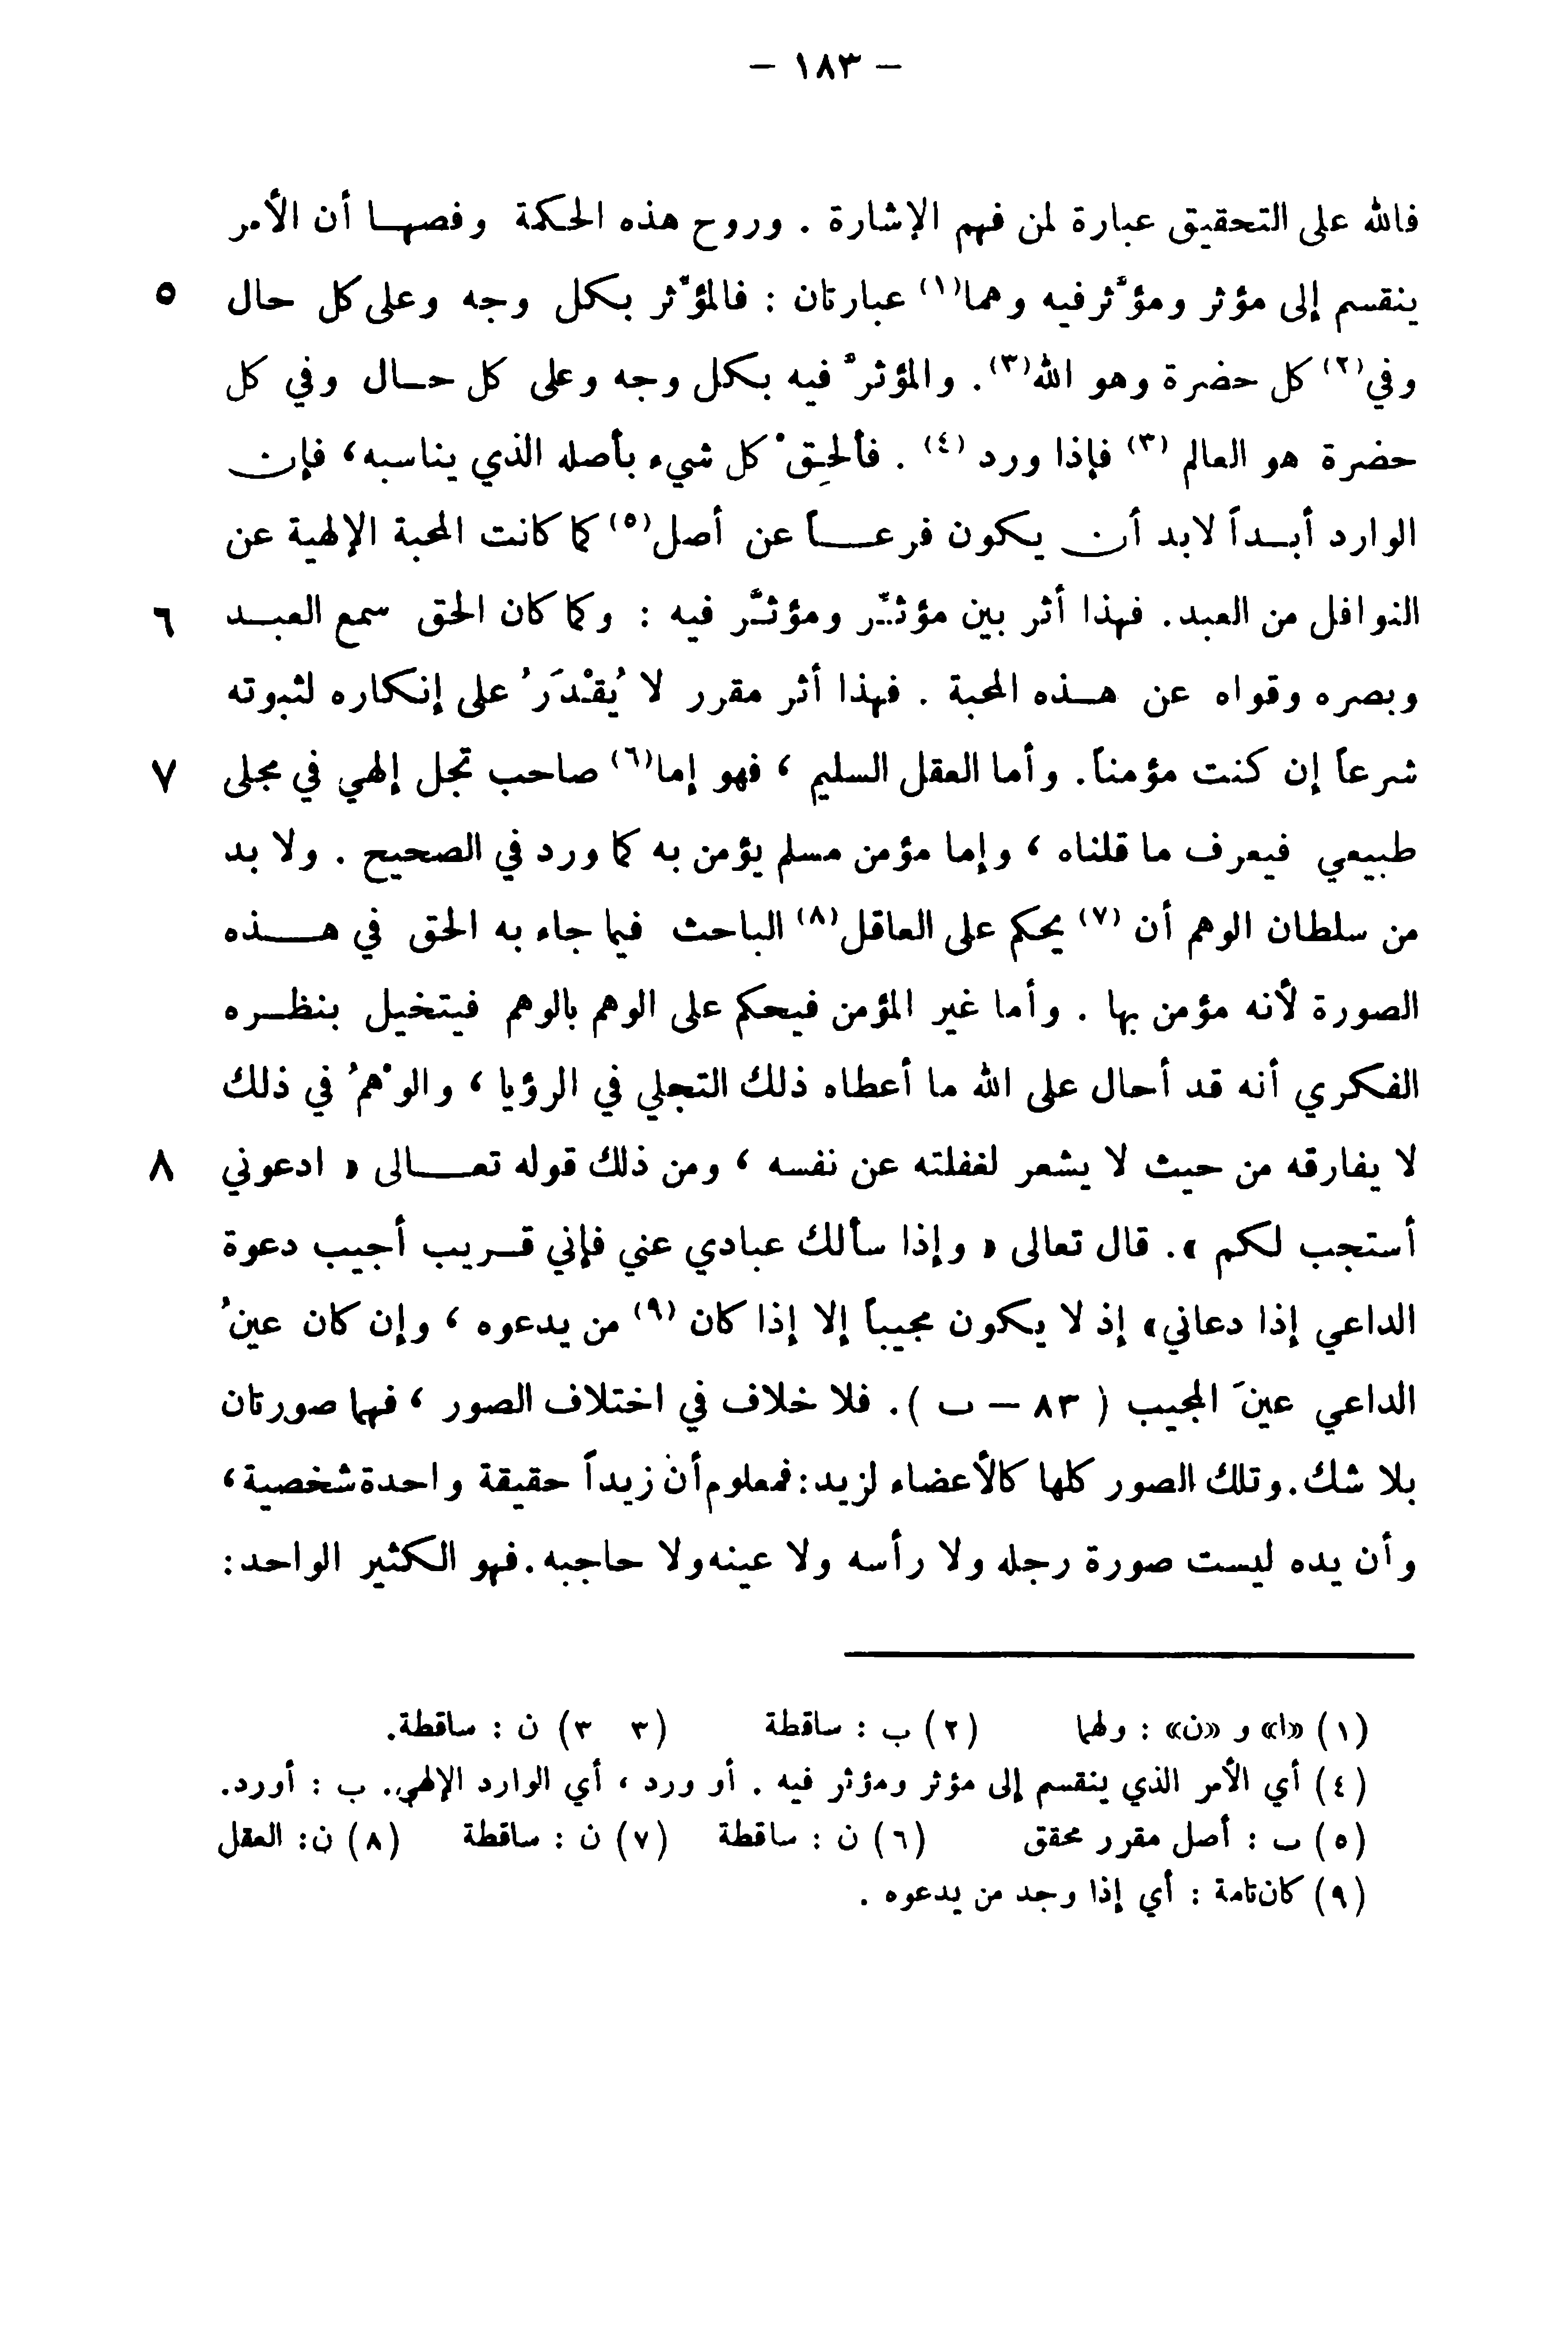 – ١٨٣ –
فالله على التحقيق عبارة لمن فهم الإشارة . وروح هذه الحكمة وفصها أن الأمر
ينقسم إلى مؤثر ومؤثَّر فيه وهما(١) عبارتان : فالمؤثِّر بكل وجه وعلى كل حال ٥
وفي(٢) كل حضرة وهو الله(٣). والمؤثَّر فيه بكل وجه وعلى كل حال وفي كل
حضرة هو العالم (٣) فإذا ورد (٤) . فألحِقْ كل شيء بأصله الذي يناسبه، فإن
الوارد أبداً لابد أن يكون فرعاً عن أصل(٥) كما كانت المحبة الإلهية عن
النوافل من العبد. فهذا أثر بين مؤثِّر ومؤثَّر فيه : وكما كان الحق سمع العبد ٦
وبصره وقواه عن هذه المحبة . فهذا أثر مقرر لا يُقْدَرُ على إنكاره لثبوته
شرعاً إن كنت مؤمناً. وأما العقل السليم ، فهو إما(٦) صاحب تجل إلهي في مجلى ٧
طبيعي فيعرف ما قلناه ، وإما مؤمن مسلم يؤمن به كما ورد في الصحيح . ولا بد
من سلطان الوهم أن (٧) يحكم على العاقل(٨) الباحث فيما جاء به الحق في هذه
الصورة لأنه مؤمن بها . وأما غير المؤمن فيحكم على الوهم بالوهم فيتخيل بنظره
الفكري أنه قد أحال على الله ما أعطاه ذلك التجلي في الرؤيا ، والوْهمُ في ذلك
لا يفارقه من حيث لا يشعر لغفلته عن نفسه ، ومن ذلك قوله تعالى « ادعوني ٨
أستجب لكم ». قال تعالى « وإذا سألك عبادي عني فإني قريب أجيب دعوة
الداعي إذا دعاني» إذ لا يكون مجيباً إلا إذا كان (٩) من يدعوه ، وإن كان عينُ
الداعي عينَ المجيب ( ٨٣ – ب ). فلا خلاف في اختلاف الصور ، فهما صورتان
بلا شك. وتلك الصور كلها كالأعضاء لزيد: فمعلوم أن زيداً حقيقة واحدة شخصية،
وأن يده ليست صورة رجله ولا رأسه ولا عينه ولا حاجبه. فهو الكثير الواحد:
(١) «ا» و «ن» : ولهما (٢) ب : ساقطة (٣ ٣) ن : ساقطة.
(٤) أي الأمر الذي ينقسم إلى مؤثر ومؤثر فيه . أو ورد ، أي الوارد الإلهي. ب : أورد.
(٥) ب : أصل مقرر محقق (٦) ن : ساقطة (٧) ن : ساقطة (٨) ن: العقل
(٩) كان تامة : أي إذا وجد من يدعوه .